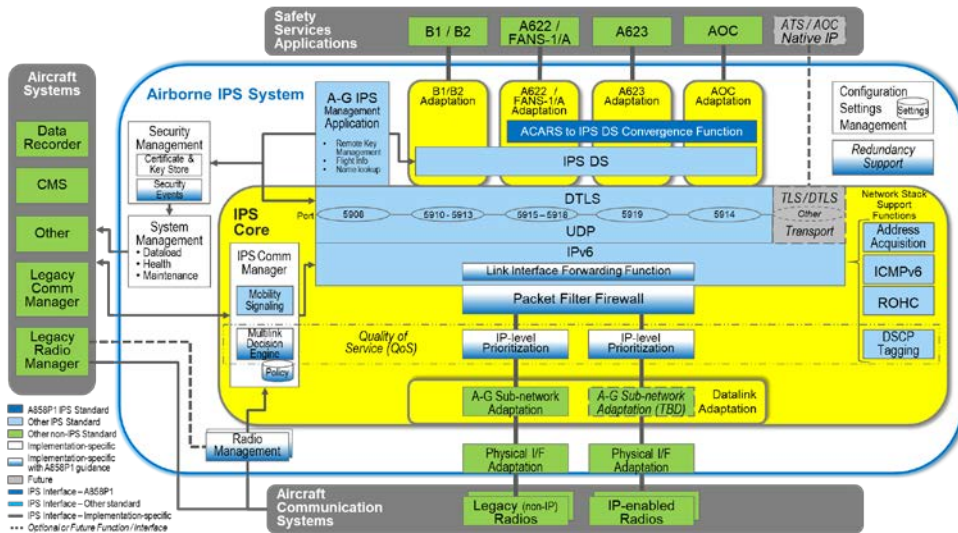 Safety
Services
Applications
B1 / B2
A622 /
FANS-1/A
A623
AOC
ATS / AOC
Native IP
Aircraft
Systems
Data
Recorder
CMS
Other
Legacy
Comm
Manager
Legacy
Radio
Manager
Airborne IPS System
A-G IPS
Management
Application
• Remote Key
Management
• Flight Info
• Name lookup
B1/B2
Adaptation
A622 /
FANS-1/A
Adaptation
A623
Adaptation
AOC
Adaptation
ACARS to IPS DS Convergence Function
IPS DS
Configuration
Settings
Management
Settings
Redundancy
Support
Security
Management
Certificate &
Key Store
Security
Events
System
Management
• Dataload
• Health
• Maintenance
IPS
Core
Port
DTLS
5908
5910 - 5913
5915 – 5918
5919
5914
UDP
TLS/DTLS
Other
Transport
IPv6
Link Interface Forwarding Function
Packet Filter Firewall
Network Stack
Support
Functions
Address
Acquisition
ICMPv6
ROHC
DSCP
Tagging
IPS Comm
Manager
Mobility
Signaling
Multilink
Decision
Engine
Policy
Quality of
Service (QoS)
IP-level
Prioritization
IP-level
Prioritization
A-G Sub-network
Adaptation
A-G Sub-network
Adaptation (TBD)
Datalink
Adaptation
Radio
Management
Physical I/F
Adaptation
Physical I/F
Adaptation
Aircraft
Communication
Systems
Legacy (non-IP)
Radios
IP-enabled
Radios
A858P1 IPS Standard
Other IPS Standard
Other non-IPS Standard
Implementation-specific
Implementation-specific
with A858P1 guidance
Future
IPS Interface – A858P1
IPS Interface – Other standard
IPS Interface – Implementation-specific
Optional or Future Function / Interface